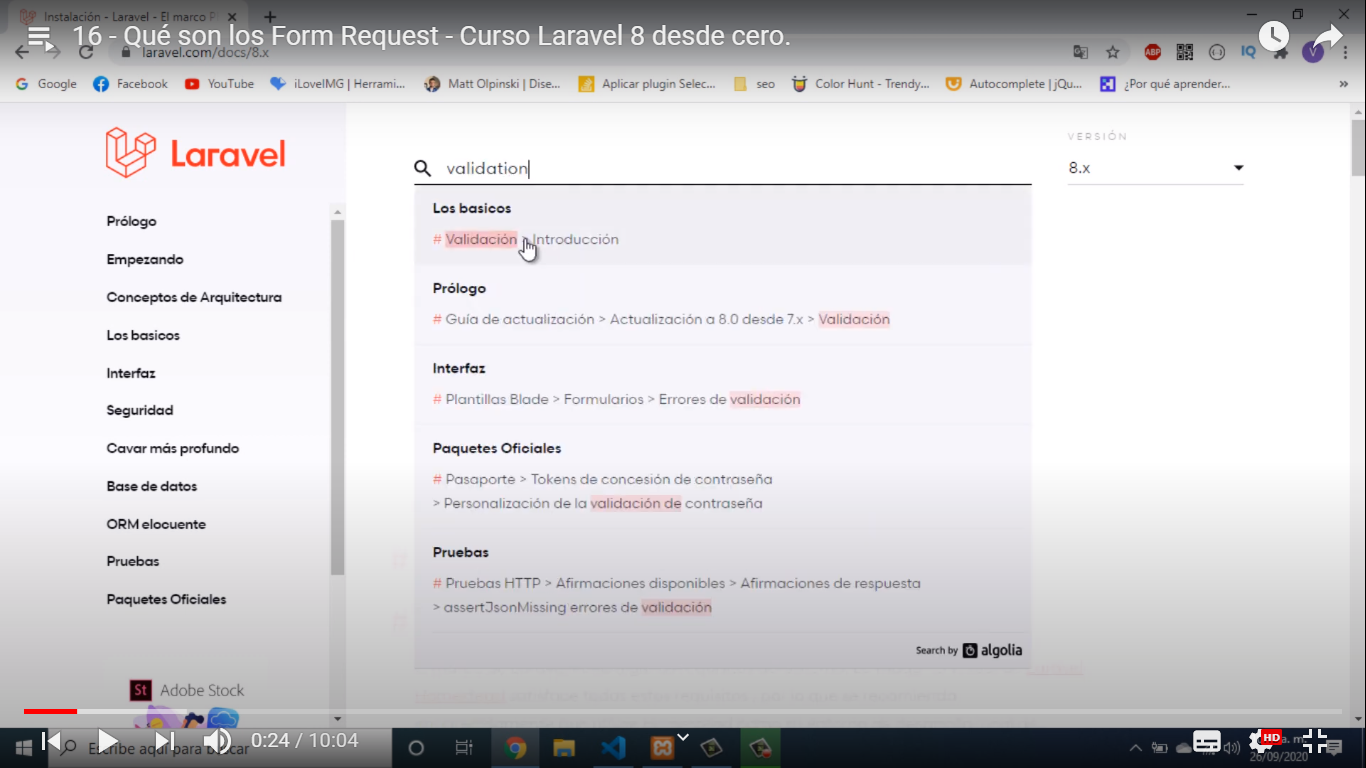 Instalación - Laravel - El marco P
16 - Qué son los Form Request - Curso Laravel 8 desde cero.
laravel.com/docs/8.x
ABP
IQ
V
Google
Facebook
YouTube
iLoveIMG | Herrami...
Matt Olpinski | Dise...
Aplicar plugin Selec...
seo
Color Hunt - Trendy...
Autocomplete | jQu...
¿Por qué aprender...
»
Laravel
VERSIÓN
validation
8.x
Los basicos
# Validación > Introducción
Prólogo
# Guía de actualización > Actualización a 8.0 desde 7.x > Validación
Interfaz
# Plantillas Blade > Formularios > Errores de validación
Paquetes Oficiales
# Pasaporte > Tokens de concesión de contraseña
> Personalización de la validación de contraseña
Pruebas
# Pruebas HTTP > Afirmaciones disponibles > Afirmaciones de respuesta
> assertJsonMissing errores de validación
Search by algolia
Prólogo
Empezando
Conceptos de Arquitectura
Los basicos
Interfaz
Seguridad
Cavar más profundo
Base de datos
ORM elocuente
Pruebas
Paquetes Oficiales
St Adobe Stock
Escribe aquí para buscar
0:24 / 10:04
HD
a. m.
26/09/2020